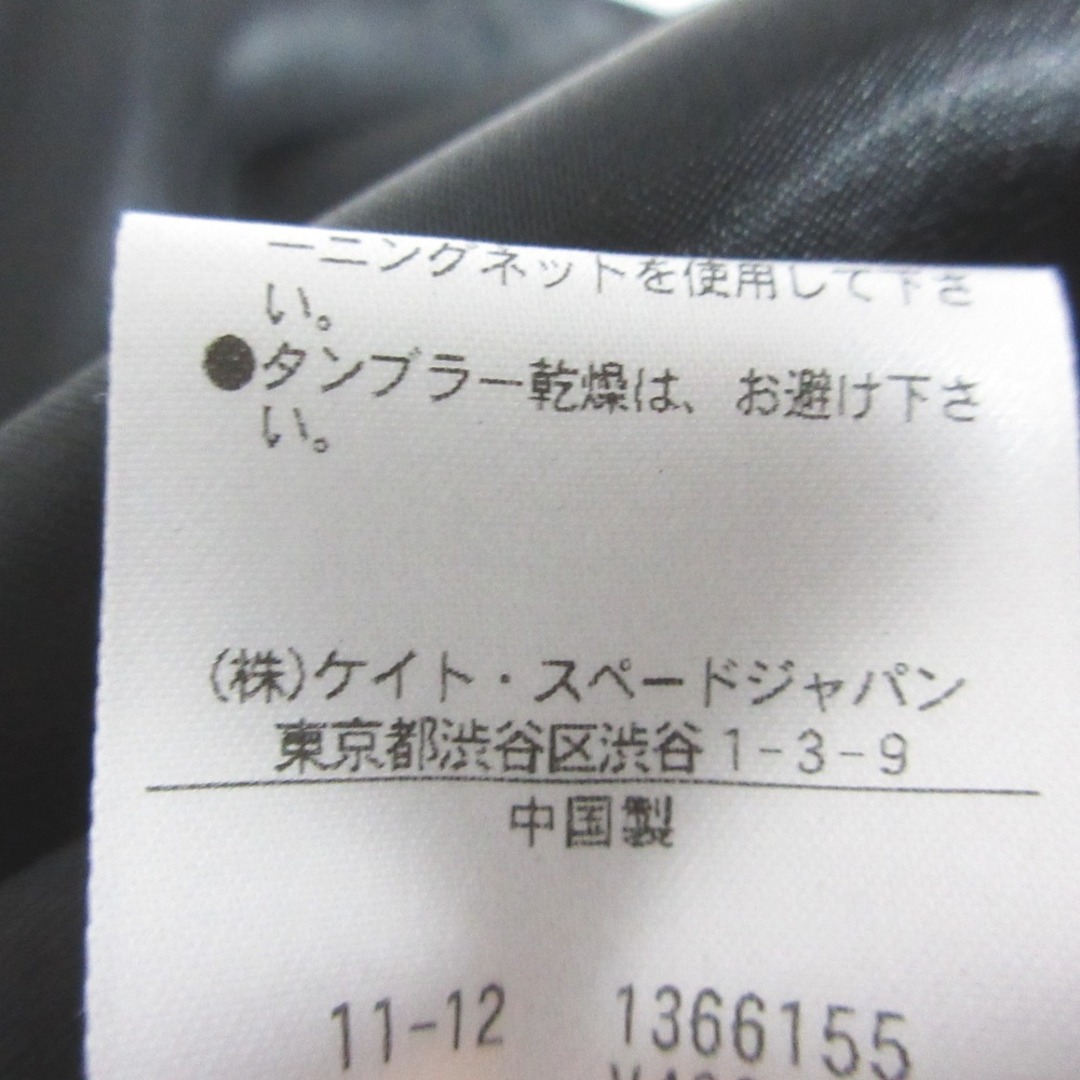 ーニングネットを使用して下さ
い。
●タンブラー乾燥は、お避け下さ
い。
(株)ケイト・スペードジャパン
東京都渋谷区渋谷1-3-9
中国製
11-12 1366155